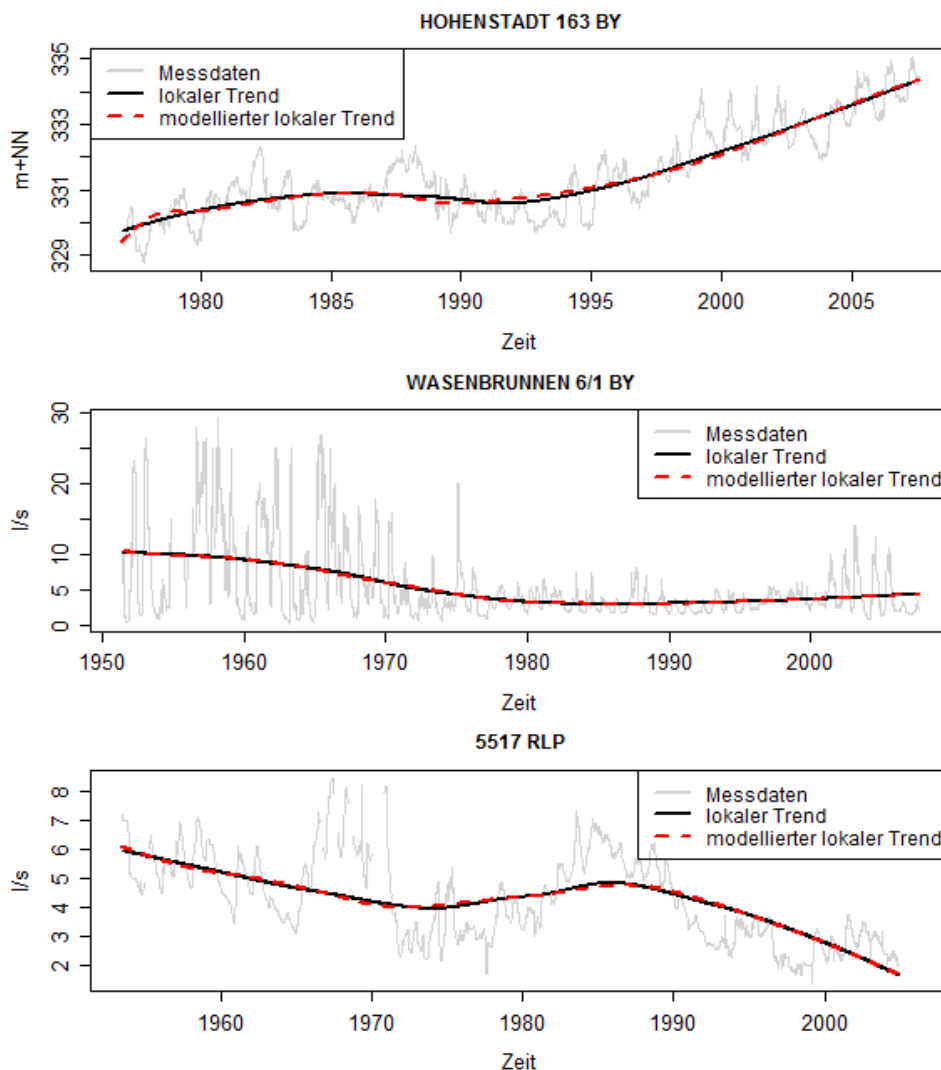 HOHENSTADT 163 BY
Messdaten
lokaler Trend
modellierter lokaler Trend
m+NN
329 331 333 335
1980 1985 1990 1995 2000 2005
Zeit
WASENBRUNNEN 6/1 BY
Messdaten
lokaler Trend
modellierter lokaler Trend
l/s
0 5 10 20 30
1950 1960 1970 1980 1990 2000
Zeit
5517 RLP
Messdaten
lokaler Trend
modellierter lokaler Trend
l/s
2 3 4 5 6 7 8
1960 1970 1980 1990 2000
Zeit